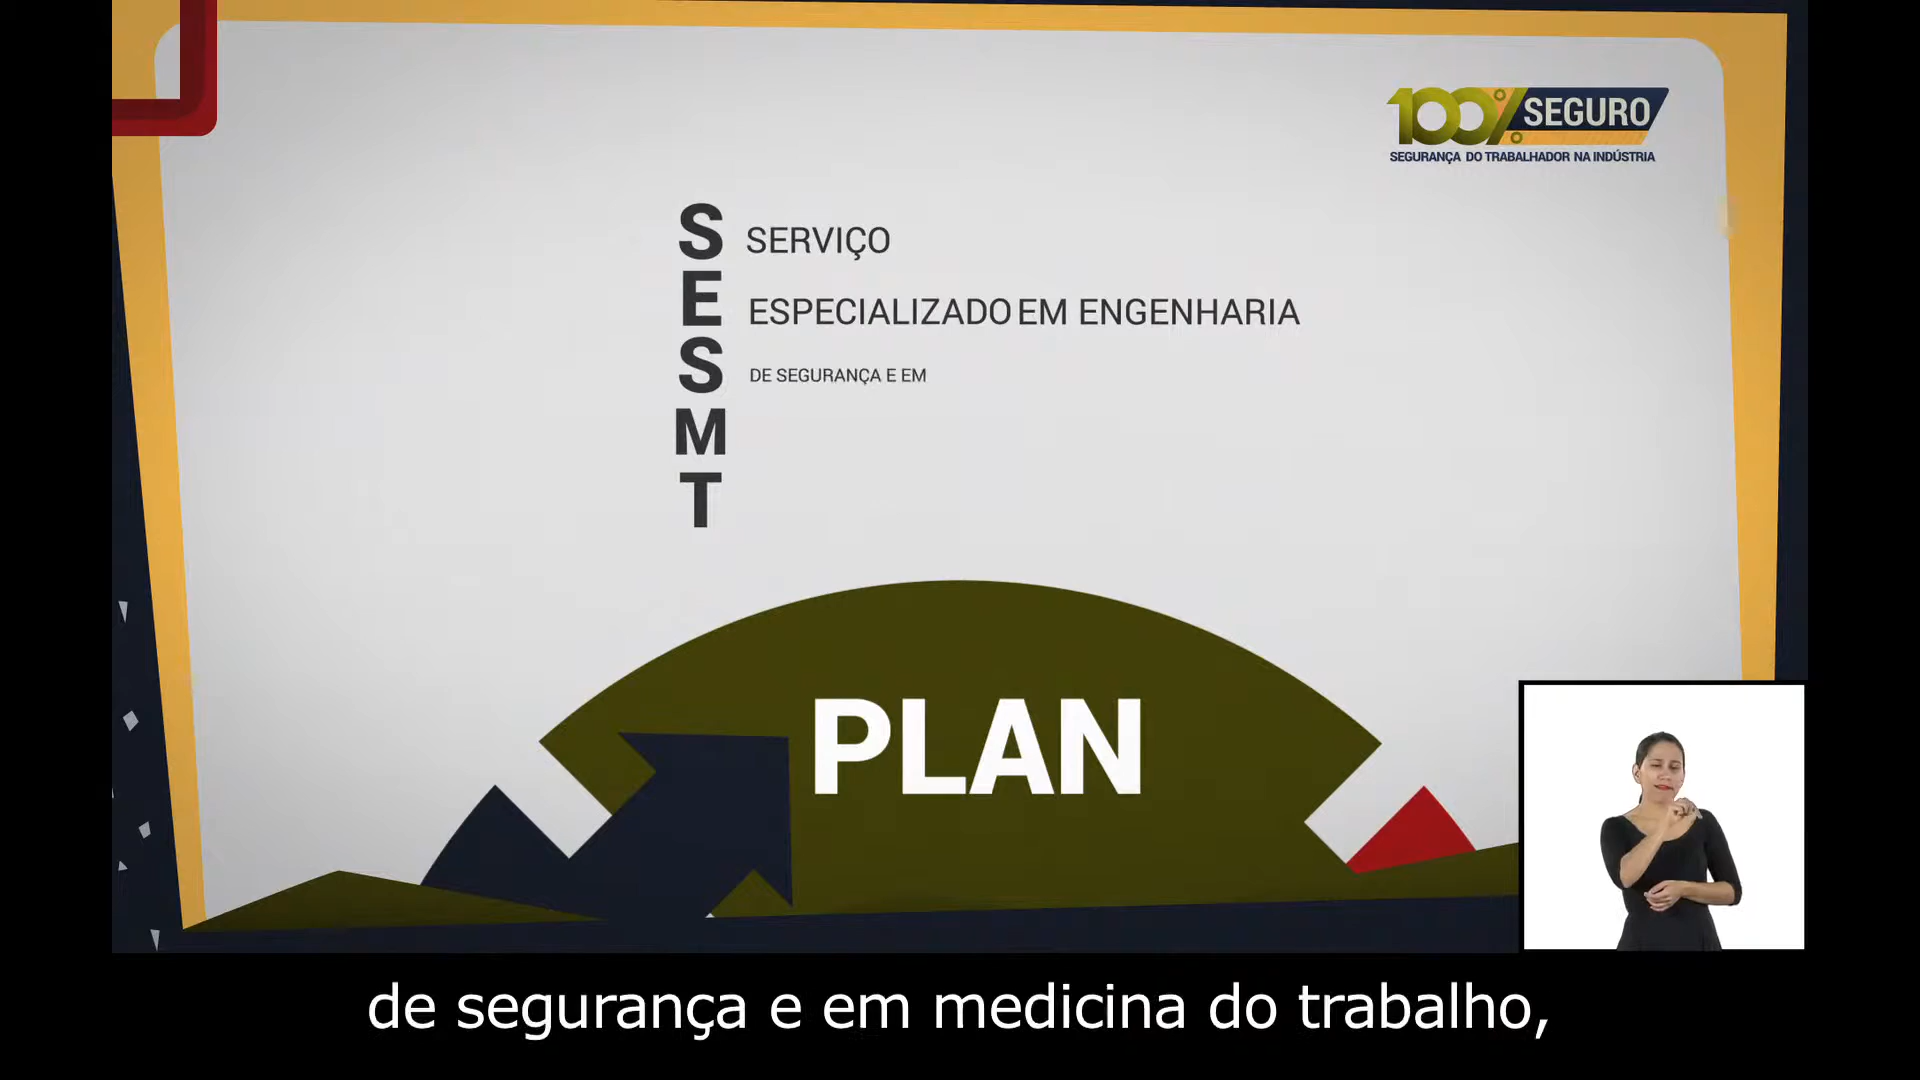 100% SEGURO
SEGURANÇA DO TRABALHADOR NA INDÚSTRIA
S SERVIÇO
E ESPECIALIZADO EM ENGENHARIA
S DE SEGURANÇA E EM
M
T
PLAN
de segurança e em medicina do trabalho,